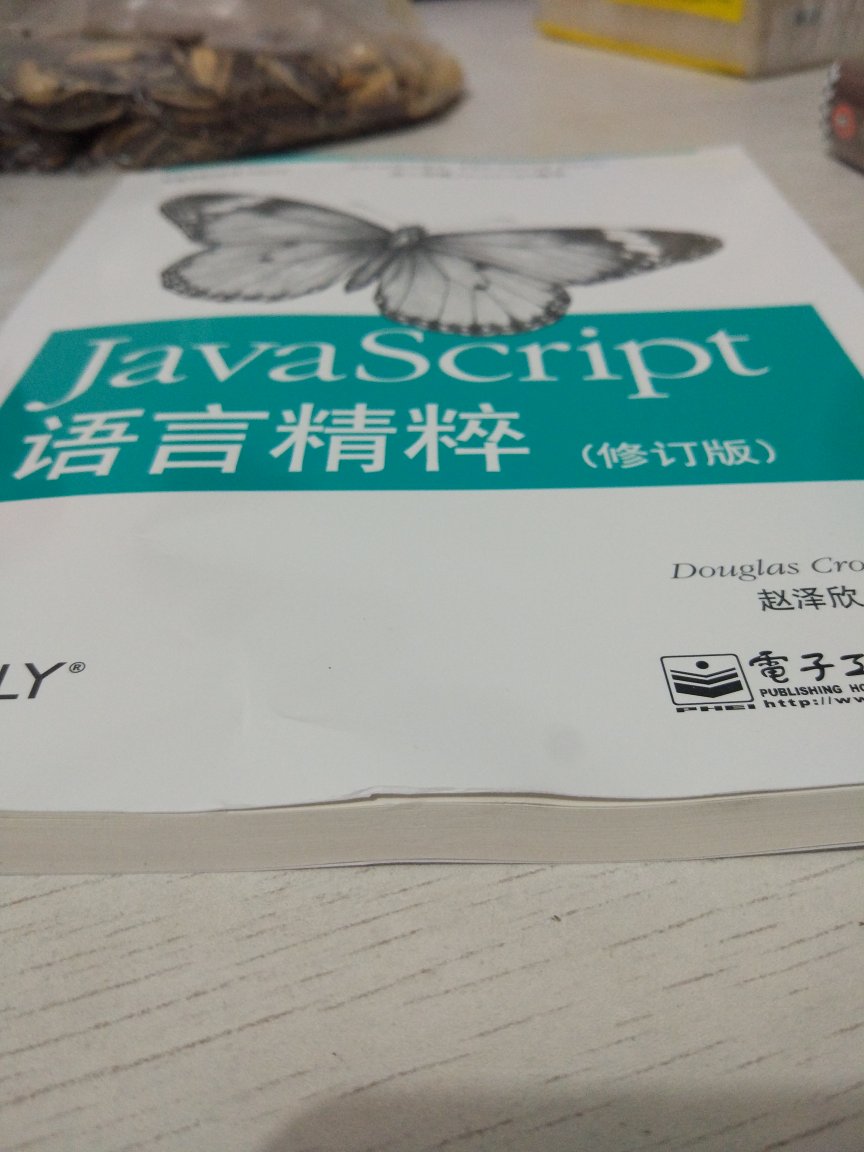 JavaScript
语言精粹 (修订版)
Douglas Cro
赵泽欣
LY®
電子工
PUBLISHING HO
PHEI http://ww